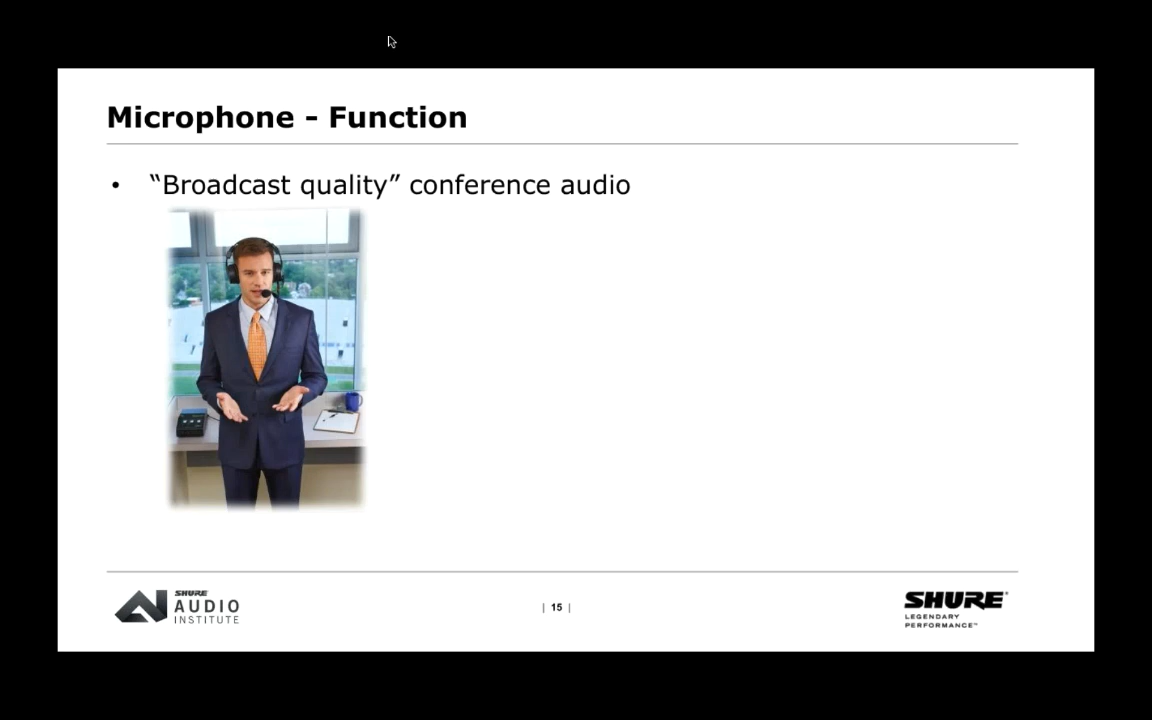 Microphone - Function
• “Broadcast quality” conference audio
SHURE
AUDIO
INSTITUTE
| 15 |
SHURE®
LEGENDARY
PERFORMANCE™